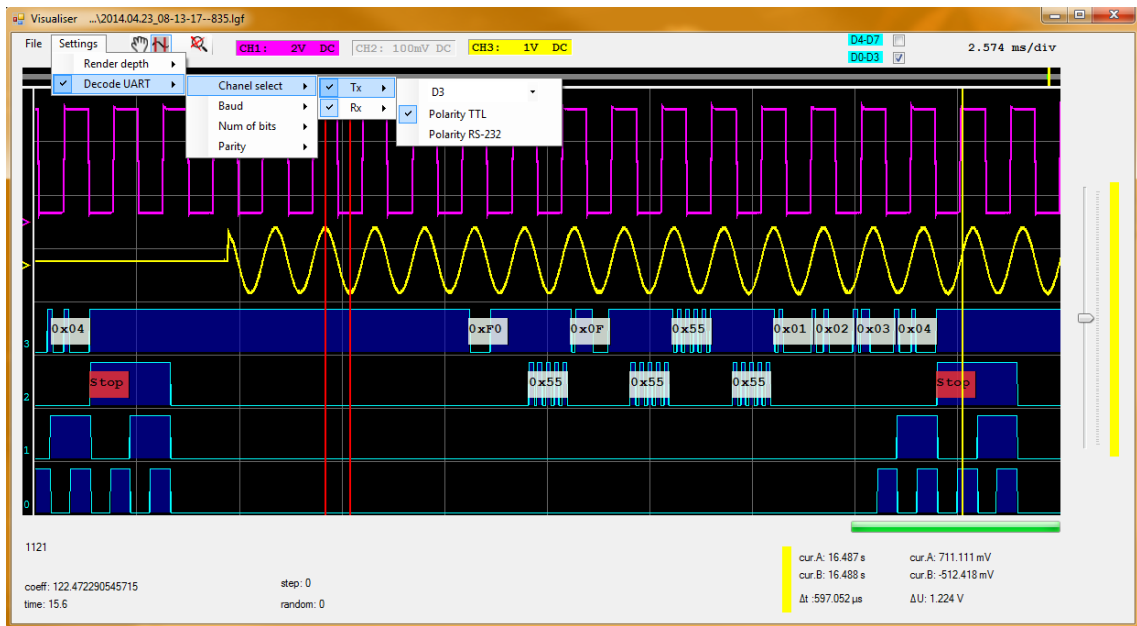 Visualiser ...\2014.04.23_08-13-17--835.lgf
File Settings CH1: 2V DC CH2: 100mV DC CH3: 1V DC D4-D7 2.574 ms/div
D0-D3
Render depth
Decode UART Chanel select Tx D3
Baud Rx Polarity TTL
Num of bits Polarity RS-232
Parity
0x04 0xF0 0x0F 0x55 0x01 0x02 0x03 0x04
3
Stop 0x55 0x55 0x55 Stop
2
1
0
1121
cur.A: 16.487 s cur.A: 711.111 mV
cur.B: 16.488 s cur.B: -512.418 mV
coeff: 122.472290545715 step: 0
Δt :597.052 µs ΔU: 1.224 V
time: 15.6 random: 0